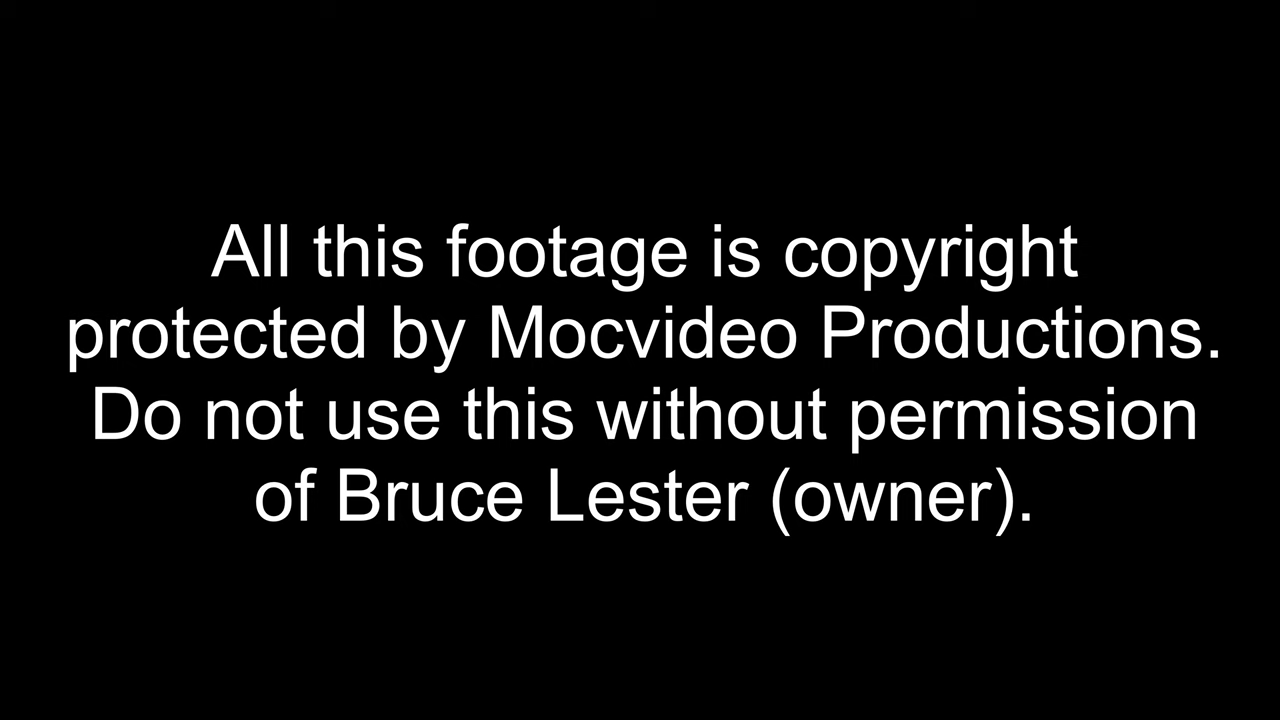 All this footage is copyright
protected by Mocvideo Productions.
Do not use this without permission
of Bruce Lester (owner).